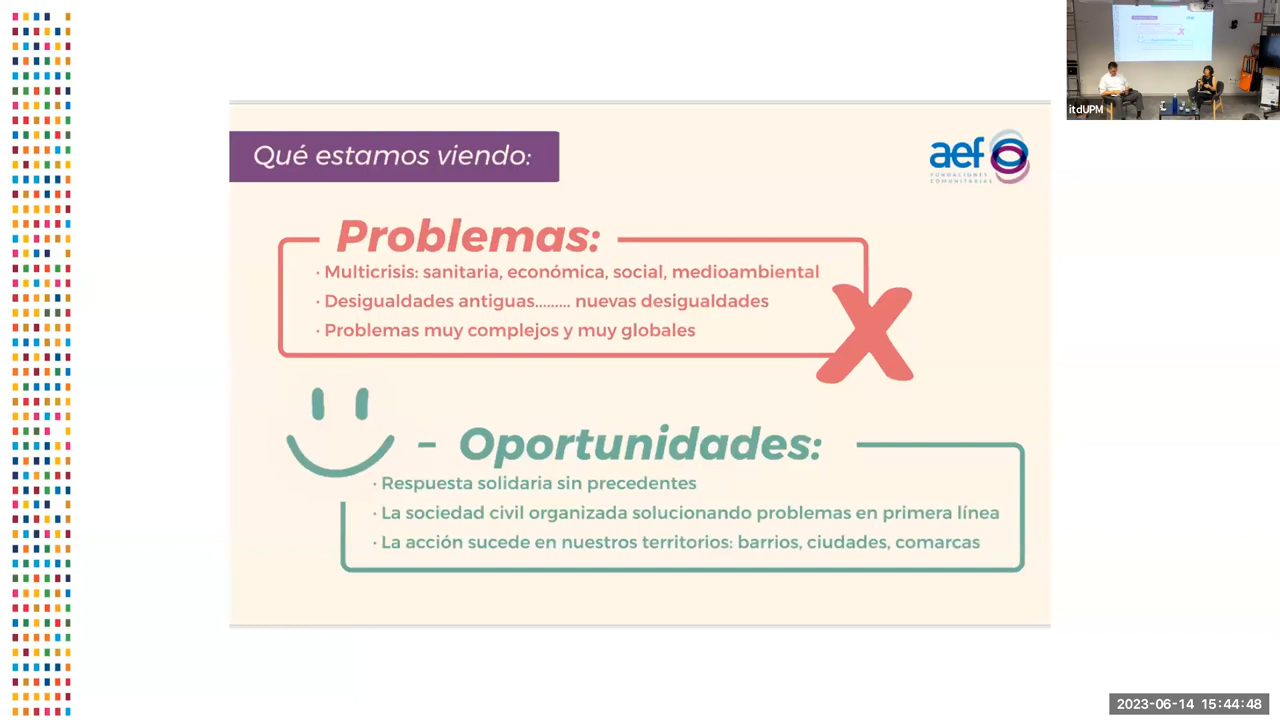 Qué estamos viendo:
aef
FUNDACIONES
COMUNITARIAS
Problemas:
· Multicrisis: sanitaria, económica, social, medioambiental
· Desigualdades antiguas......... nuevas desigualdades
· Problemas muy complejos y muy globales
- Oportunidades:
· Respuesta solidaria sin precedentes
· La sociedad civil organizada solucionando problemas en primera línea
· La acción sucede en nuestros territorios: barrios, ciudades, comarcas
itdUPM
2023-06-14 15:44:48